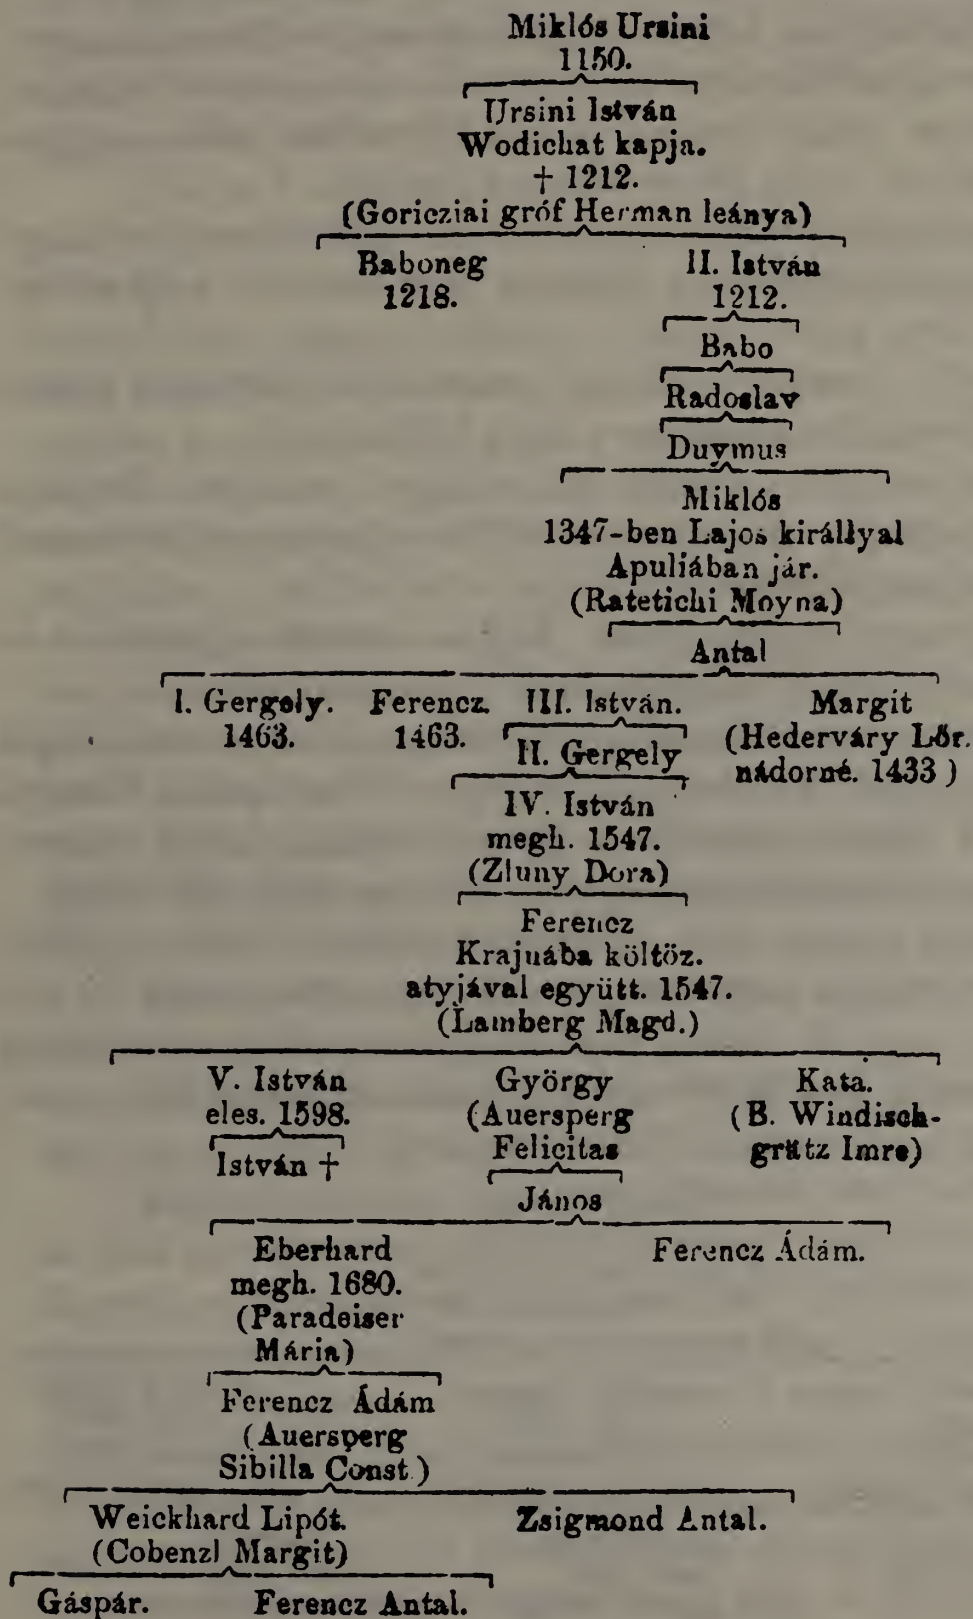 Miklós Ursini
1150.
Ursini István
Wodichat kapja.
† 1212.
(Goricziai gróf Herman leánya)
Baboneg II. István
1218. 1212.
Babo
Radoslav
Duymus
Miklós
1347-ben Lajos királlyal
Apuliában jár.
(Ratetichi Moyna)
Antal
I. Gergely. Ferencz. III. István. Margit
1463. 1463. (Hederváry Lőr.
II. Gergely nádorné. 1433)
IV. István
megh. 1547.
(Zluny Dora)
Ferencz
Krajnába költöz.
atyjával együtt. 1547.
(Lamberg Magd.)
V. István György Kata.
eles. 1598. (Auersperg (B. Windisch-
István † Felicitas grätz Imre)
János
Eberhard Ferencz Ádám.
megh. 1680.
(Paradeiser
Mária)
Ferencz Ádám
(Auersperg
Sibilla Const.)
Weickhard Lipót. Zsigmond Antal.
(Cobenzl Margit)
Gáspár. Ferencz Antal.